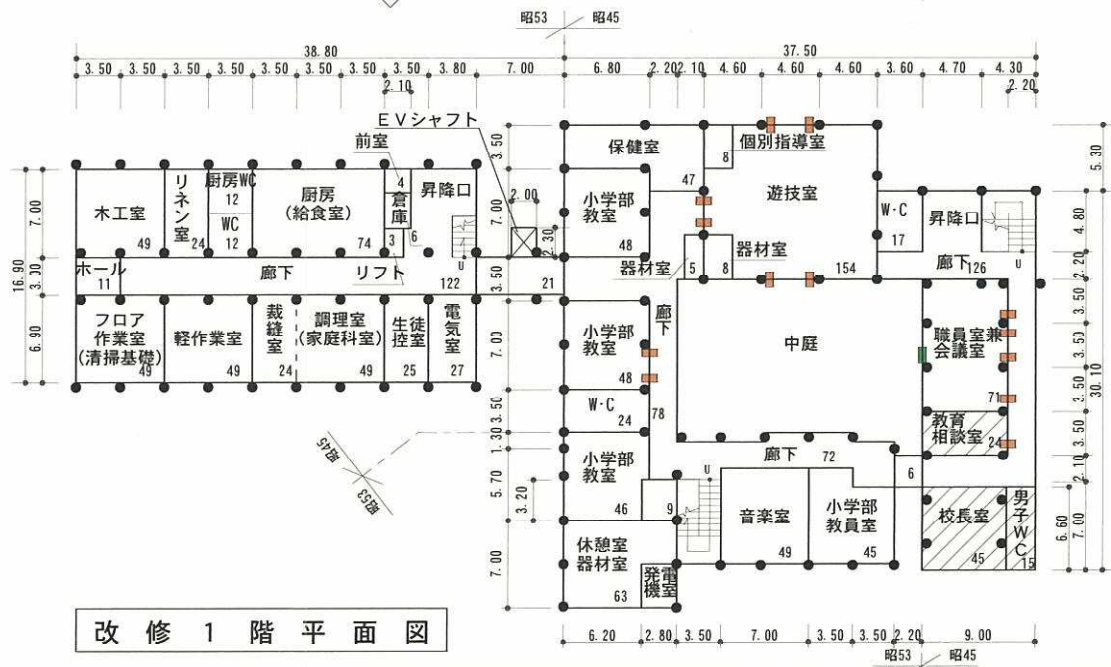 昭53 昭45
38.80 37.50
3.50 3.50 3.50 3.50 3.50 3.50 3.50 3.50 3.80 7.00 6.80 2.20 2.10 4.60 4.60 4.60 3.60 4.70 4.30
2.10 2.20
EVシャフト
前室
3.50
保健室
個別指導室
8
5.30
47
リネン室
厨房WC
12
厨房
(給食室)
4
昇降口
2.00
小学部
教室
遊技室
木工室
倉庫
7.00
7.00
W・C
昇降口
4.80
WC
49
24
12
74
3
6
2.30
48
17
器材室
器材室
5
8
154
U
U
16.90
3.30
ホール
11
廊下
リフト
122
3.50
21
廊下
126
2.20
フロア
作業室
(清掃基礎)
49
軽作業室
49
裁縫室
24
調理室
(家庭科室)
49
生徒控室
25
電気室
27
6.90
7.00
小学部
教室
48
廊下
78
中庭
職員室兼
会議室
71
3.50
3.50
3.50
30.10
3.50
W・C
24
教育
相談室
24
3.50
昭45
昭53
1.30
小学部
教室
46
廊下
72
6
2.10
5.70
3.20
U
9
音楽室
49
小学部
教員室
45
校長室
45
男子WC
15
6.60
7.00
7.00
休憩室
器材室
63
発電機室
改修1階平面図
6.20 2.80 3.50 7.00 3.50 3.50 2.20 9.00
昭53 昭45